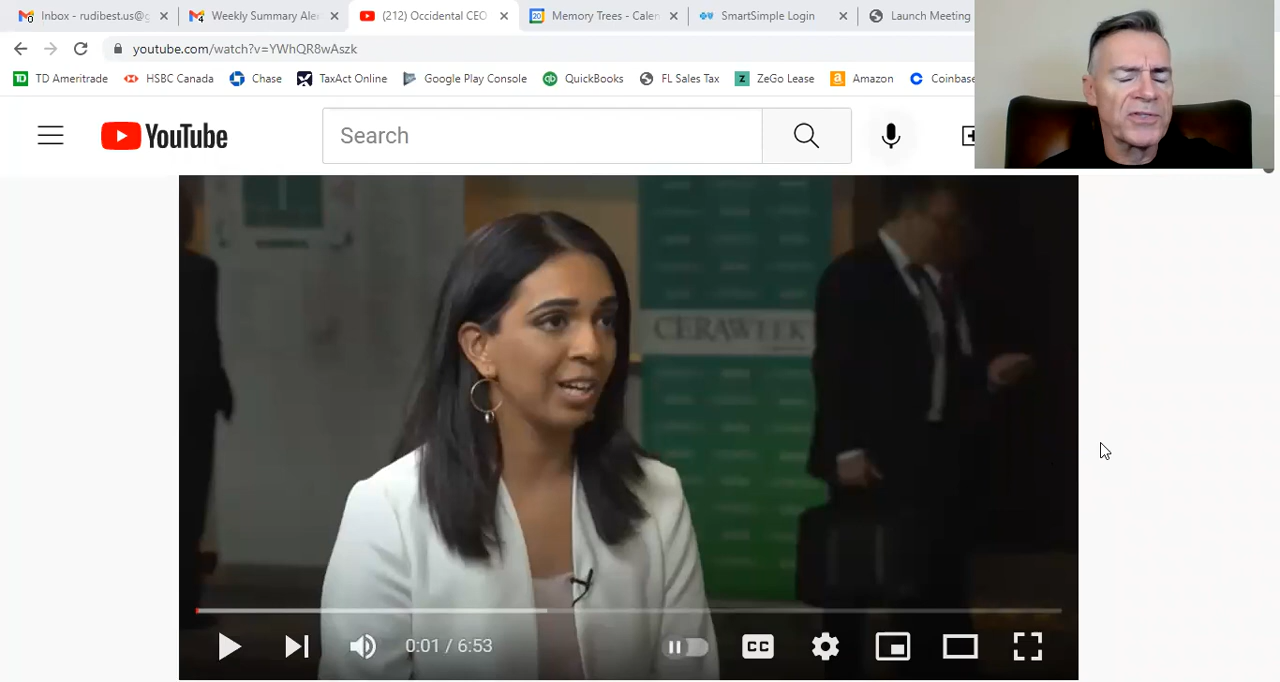 Inbox - rudibest.us@g
Weekly Summary Ale
(212) Occidental CEO
Memory Trees - Calen
SmartSimple Login
Launch Meeting
youtube.com/watch?v=YWhQR8wAszk
TD Ameritrade
HSBC Canada
Chase
TaxAct Online
Google Play Console
QuickBooks
FL Sales Tax
ZeGo Lease
Amazon
Coinbase
YouTube
Search
CERAWEEK
0:01 / 6:53
CC